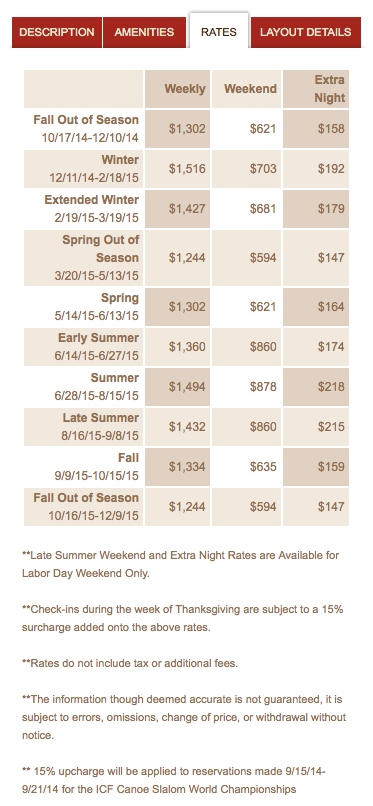 DESCRIPTION AMENITIES RATES LAYOUT DETAILS
Weekly Weekend Extra
Night
Fall Out of Season
10/17/14-12/10/14 $1,302 $621 $158
Winter
12/11/14-2/18/15 $1,516 $703 $192
Extended Winter
2/19/15-3/19/15 $1,427 $681 $179
Spring Out of
Season
3/20/15-5/13/15 $1,244 $594 $147
Spring
5/14/15-6/13/15 $1,302 $621 $164
Early Summer
6/14/15-6/27/15 $1,360 $860 $174
Summer
6/28/15-8/15/15 $1,494 $878 $218
Late Summer
8/16/15-9/8/15 $1,432 $860 $215
Fall
9/9/15-10/15/15 $1,334 $635 $159
Fall Out of Season
10/16/15-12/9/15 $1,244 $594 $147
**Late Summer Weekend and Extra Night Rates are Available for
Labor Day Weekend Only.
**Check-ins during the week of Thanksgiving are subject to a 15%
surcharge added onto the above rates.
**Rates do not include tax or additional fees.
**The information though deemed accurate is not guaranteed, it is
subject to errors, omissions, change of price, or withdrawal without
notice.
** 15% upcharge will be applied to reservations made 9/15/14-
9/21/14 for the ICF Canoe Slalom World Championships